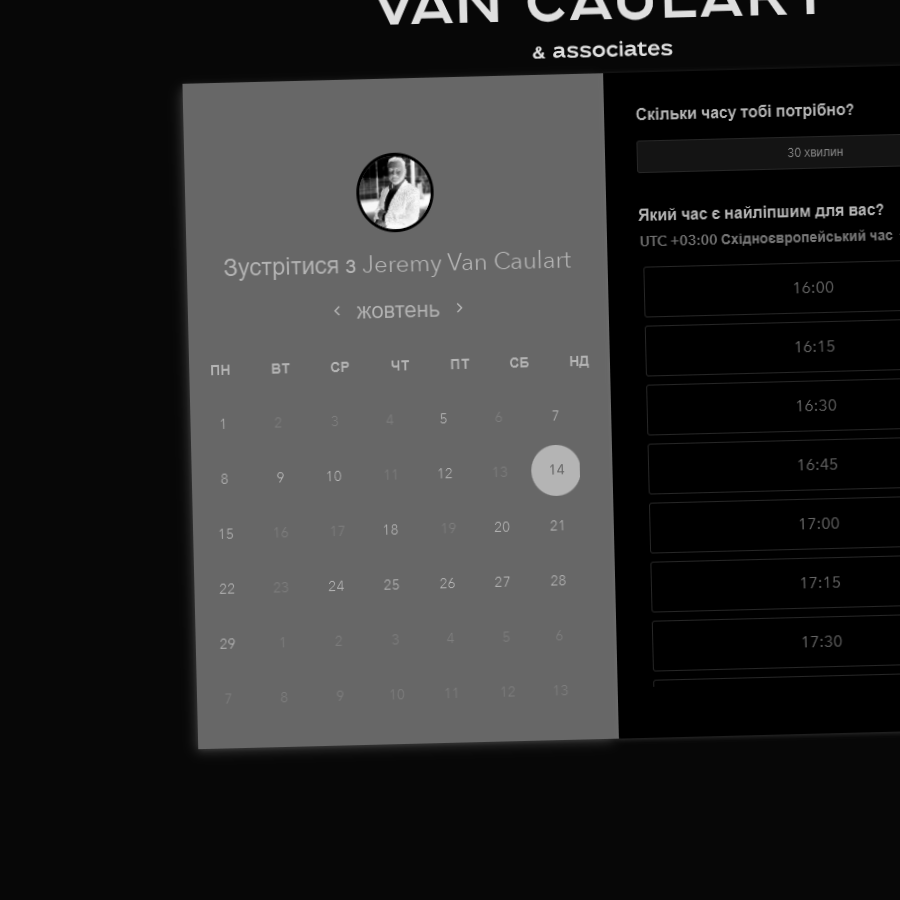 VAN CAULART
& associates
Зустрітися з Jeremy Van Caulart
жовтень
ПН ВТ СР ЧТ ПТ СБ НД
1 2 3 4 5 6 7
8 9 10 11 12 13 14
15 16 17 18 19 20 21
22 23 24 25 26 27 28
29 1 2 3 4 5 6
7 8 9 10 11 12 13
Скільки часу тобі потрібно?
30 хвилин
Який час є найліпшим для вас?
UTC +03:00 Східноєвропейський час
16:00
16:15
16:30
16:45
17:00
17:15
17:30